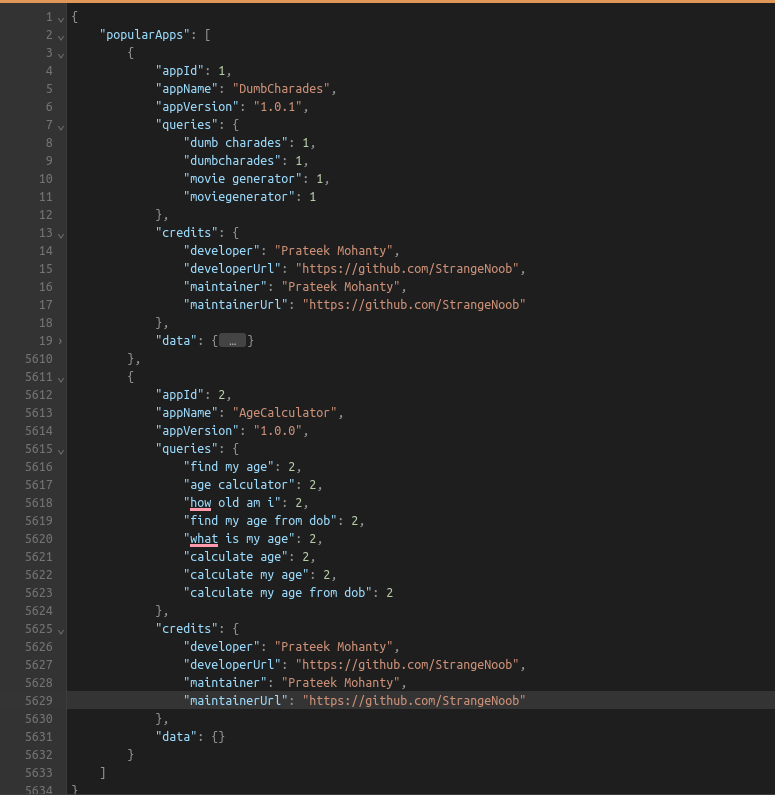 1 {
2 "popularApps": [
3 {
4 "appId": 1,
5 "appName": "DumbCharades",
6 "appVersion": "1.0.1",
7 "queries": {
8 "dumb charades": 1,
9 "dumbcharades": 1,
10 "movie generator": 1,
11 "moviegenerator": 1
12 },
13 "credits": {
14 "developer": "Prateek Mohanty",
15 "developerUrl": "https://github.com/StrangeNoob",
16 "maintainer": "Prateek Mohanty",
17 "maintainerUrl": "https://github.com/StrangeNoob"
18 },
19 "data": { … }
5610 },
5611 {
5612 "appId": 2,
5613 "appName": "AgeCalculator",
5614 "appVersion": "1.0.0",
5615 "queries": {
5616 "find my age": 2,
5617 "age calculator": 2,
5618 "how old am i": 2,
5619 "find my age from dob": 2,
5620 "what is my age": 2,
5621 "calculate age": 2,
5622 "calculate my age": 2,
5623 "calculate my age from dob": 2
5624 },
5625 "credits": {
5626 "developer": "Prateek Mohanty",
5627 "developerUrl": "https://github.com/StrangeNoob",
5628 "maintainer": "Prateek Mohanty",
5629 "maintainerUrl": "https://github.com/StrangeNoob"
5630 },
5631 "data": {}
5632 }
5633 ]
5634 }